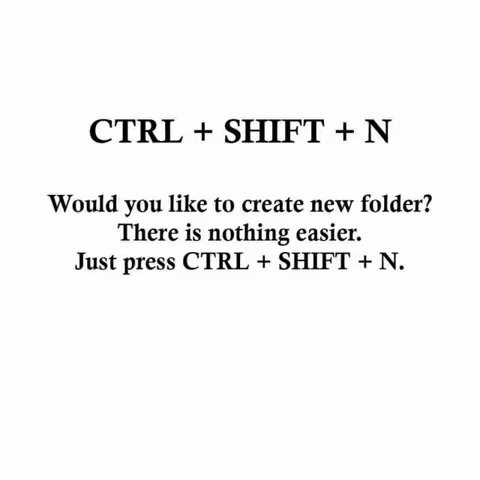 CTRL + SHIFT + N
Would you like to create new folder?
There is nothing easier.
Just press CTRL + SHIFT + N.